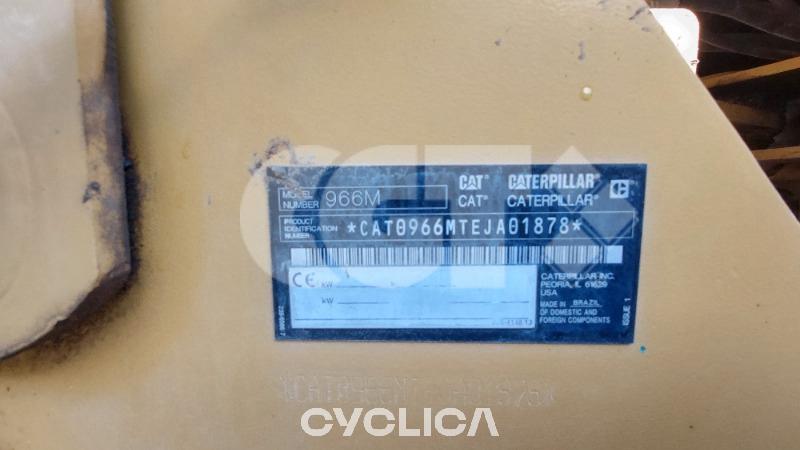 MODEL NUMBER 966M
CAT® CATERPILLAR®
CAT® CATERPILLAR®
PRODUCT IDENTIFICATION NUMBER *CAT0966MTEJA01878*
CE
kW
kW
CATERPILLAR INC.
PEORIA, IL 61629
USA
MADE IN BRAZIL
OF DOMESTIC AND
FOREIGN COMPONENTS
ISSUE 1
CYCLICA